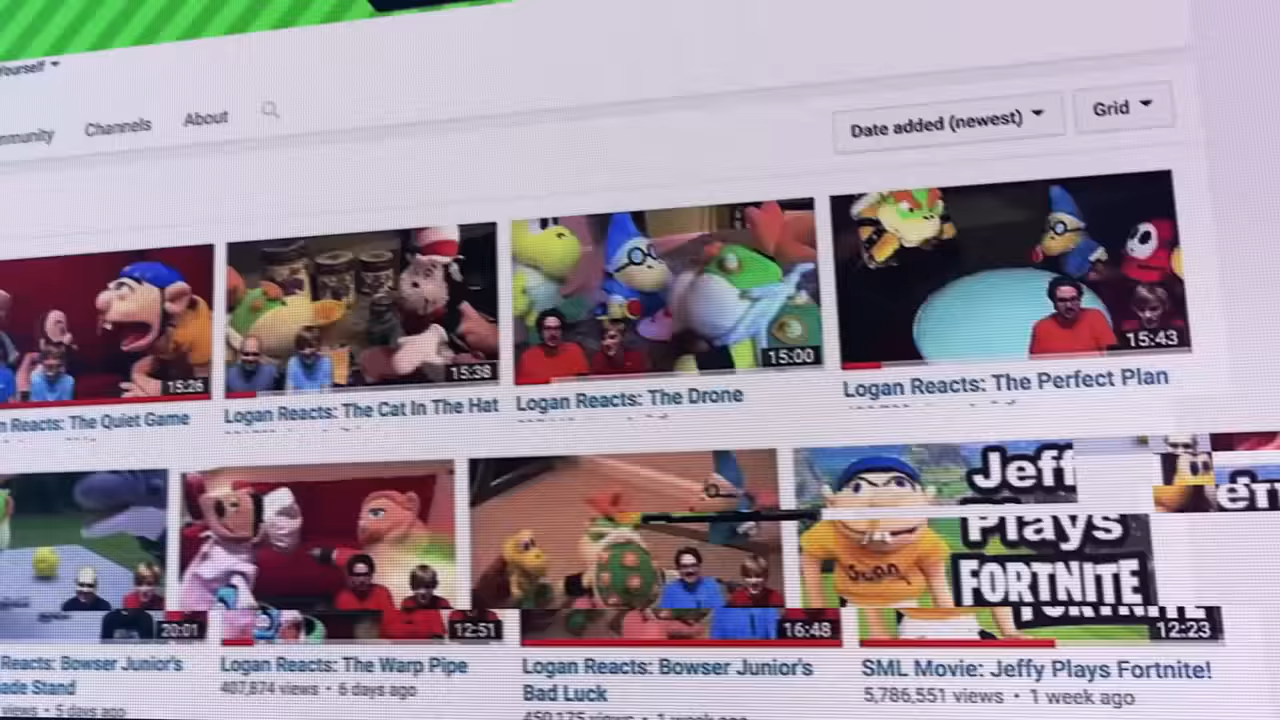 ourself
mmunity Channels About
Date added (newest) Grid
15:26
15:38
15:00
15:43
n Reacts: The Quiet Game
Logan Reacts: The Cat In The Hat
Logan Reacts: The Drone
Logan Reacts: The Perfect Plan
Jeff
Plays
FORTNITE
20:01
12:51
16:48
12:23
Reacts: Bowser Junior's
ade Stand
views • 5 days ago
Logan Reacts: The Warp Pipe
407,874 views • 6 days ago
Logan Reacts: Bowser Junior's
Bad Luck
SML Movie: Jeffy Plays Fortnite!
5,786,551 views • 1 week ago